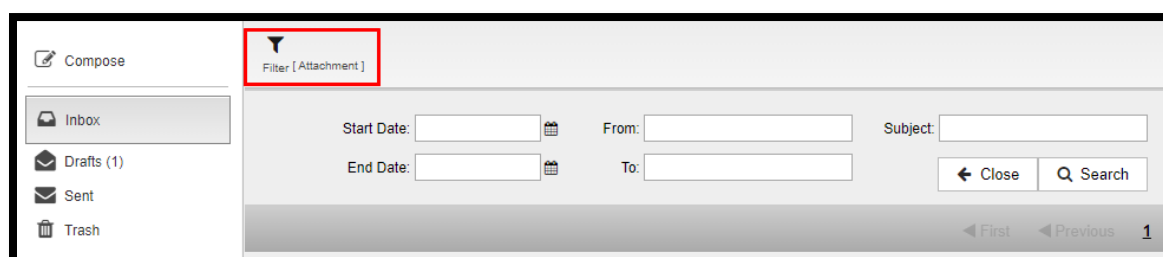 Compose
Filter [ Attachment ]
Inbox
Start Date: From: Subject:
Drafts (1)
End Date: To: Close Search
Sent
Trash
First Previous 1